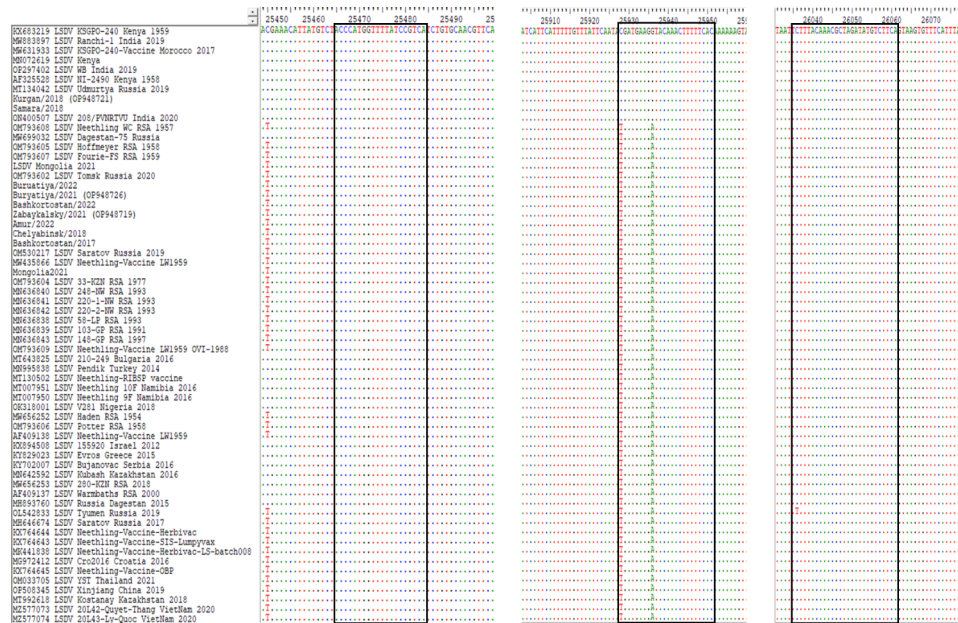 25450 25460 25470 25480 25490 25
25910 25920 25930 25940 25950
26040 26050 26060 26070
KX683219 LSDV KSGPO-240 Kenya 1959
ACGAAACATTATGTCTACCCATGGTTTTATCCGTCATCTGTGCAACGTTCA
ATCATTCATTTTTGTTTATTCAATACGATGAAGGTACAAACTTTTTCACAAAAAGTA
TAATTCTTTACAAACGCTAGATATGTCTTCAGTAAGTGTTTCATTTA
MW883897 LSDV Ranchi-1 India 2019
MW631933 LSDV KSGPO-240-Vaccine Morocco 2017
MN072619 LSDV Kenya
OP297402 LSDV WB India 2019
AF325528 LSDV NI-2490 Kenya 1958
MT134042 LSDV Udmurtya Russia 2019
Kurgan/2018 (OP948721)
Samara/2018
ON400507 LSDV 208/PVNRTVU India 2020
OM793608 LSDV Neethling WC RSA 1957
MW699032 LSDV Dagestan-75 Russia
OM793605 LSDV Hoffmeyer RSA 1958
OM793607 LSDV Fourie-FS RSA 1959
LSDV Mongolia 2021
OM793602 LSDV Tomsk Russia 2020
Buruatiya/2022
Buryatiya/2021 (OP948726)
Bashkortostan/2022
Zabaykalsky/2021 (OP948719)
Amur/2022
Chelyabinsk/2018
Bashkortostan/2017
OM530217 LSDV Saratov Russia 2019
MW435866 LSDV Neethling-Vaccine LW1959
Mongolia2021
OM793604 LSDV 33-KZN RSA 1977
MN636840 LSDV 248-NW RSA 1993
MN636841 LSDV 220-1-NW RSA 1993
MN636842 LSDV 220-2-NW RSA 1993
MN636838 LSDV 58-LP RSA 1993
MN636839 LSDV 103-GP RSA 1991
MN636843 LSDV 148-GP RSA 1997
OM793609 LSDV Neethling-Vaccine LW1959 OVI-1988
MT643825 LSDV 210-249 Bulgaria 2016
MN995838 LSDV Pendik Turkey 2014
MT130502 LSDV Neethling-RIBSP vaccine
MT007951 LSDV Neethling 10F Namibia 2016
MT007950 LSDV Neethling 9F Namibia 2016
OK318001 LSDV V281 Nigeria 2018
MW656252 LSDV Haden RSA 1954
OM793606 LSDV Potter RSA 1958
AF409138 LSDV Neethling-Vaccine LW1959
KX894508 LSDV 155920 Israel 2012
KY829023 LSDV Evros Greece 2015
KY702007 LSDV Bujanovac Serbia 2016
MN642592 LSDV Kubash Kazakhstan 2016
MW656253 LSDV 280-KZN RSA 2018
AF409137 LSDV Warmbaths RSA 2000
MH893760 LSDV Russia Dagestan 2015
OL542833 LSDV Tyumen Russia 2019
MH646674 LSDV Saratov Russia 2017
KX764644 LSDV Neethling-Vaccine-Herbivac
KX764643 LSDV Neethling-Vaccine-SIS-Lumpyvax
MK441838 LSDV Neethling-Vaccine-Herbivac-LS-batch008
MG972412 LSDV Cro2016 Croatia 2016
KX764645 LSDV Neethling-Vaccine-OBP
OM033705 LSDV YST Thailand 2021
OP508345 LSDV Xinjiang China 2019
MT992618 LSDV Kostanay Kazakhstan 2018
MZ577073 LSDV 20L42-Quyet-Thang VietNam 2020
MZ577074 LSDV 20L43-Ly-Quoc VietNam 2020